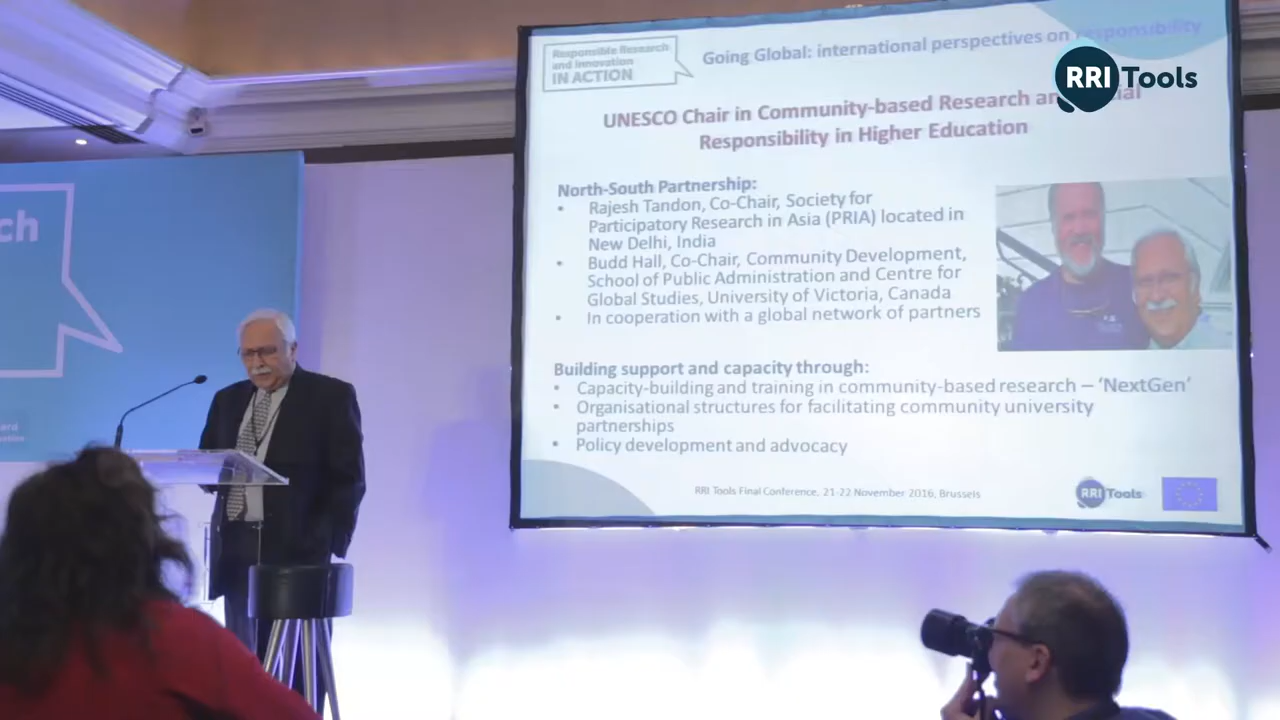 Responsible Research
and Innovation
IN ACTION
Going Global: international perspectives on responsibility
RRI Tools
UNESCO Chair in Community-based Research an
Responsibility in Higher Education
North-South Partnership:
• Rajesh Tandon, Co-Chair, Society for
Participatory Research in Asia (PRIA) located in
New Delhi, India
• Budd Hall, Co-Chair, Community Development,
School of Public Administration and Centre for
Global Studies, University of Victoria, Canada
• In cooperation with a global network of partners
Building support and capacity through:
• Capacity-building and training in community-based research – ‘NextGen’
• Organisational structures for facilitating community university
partnerships
• Policy development and advocacy
RRI Tools Final Conference, 21-22 November 2016, Brussels
RRI Tools
ch